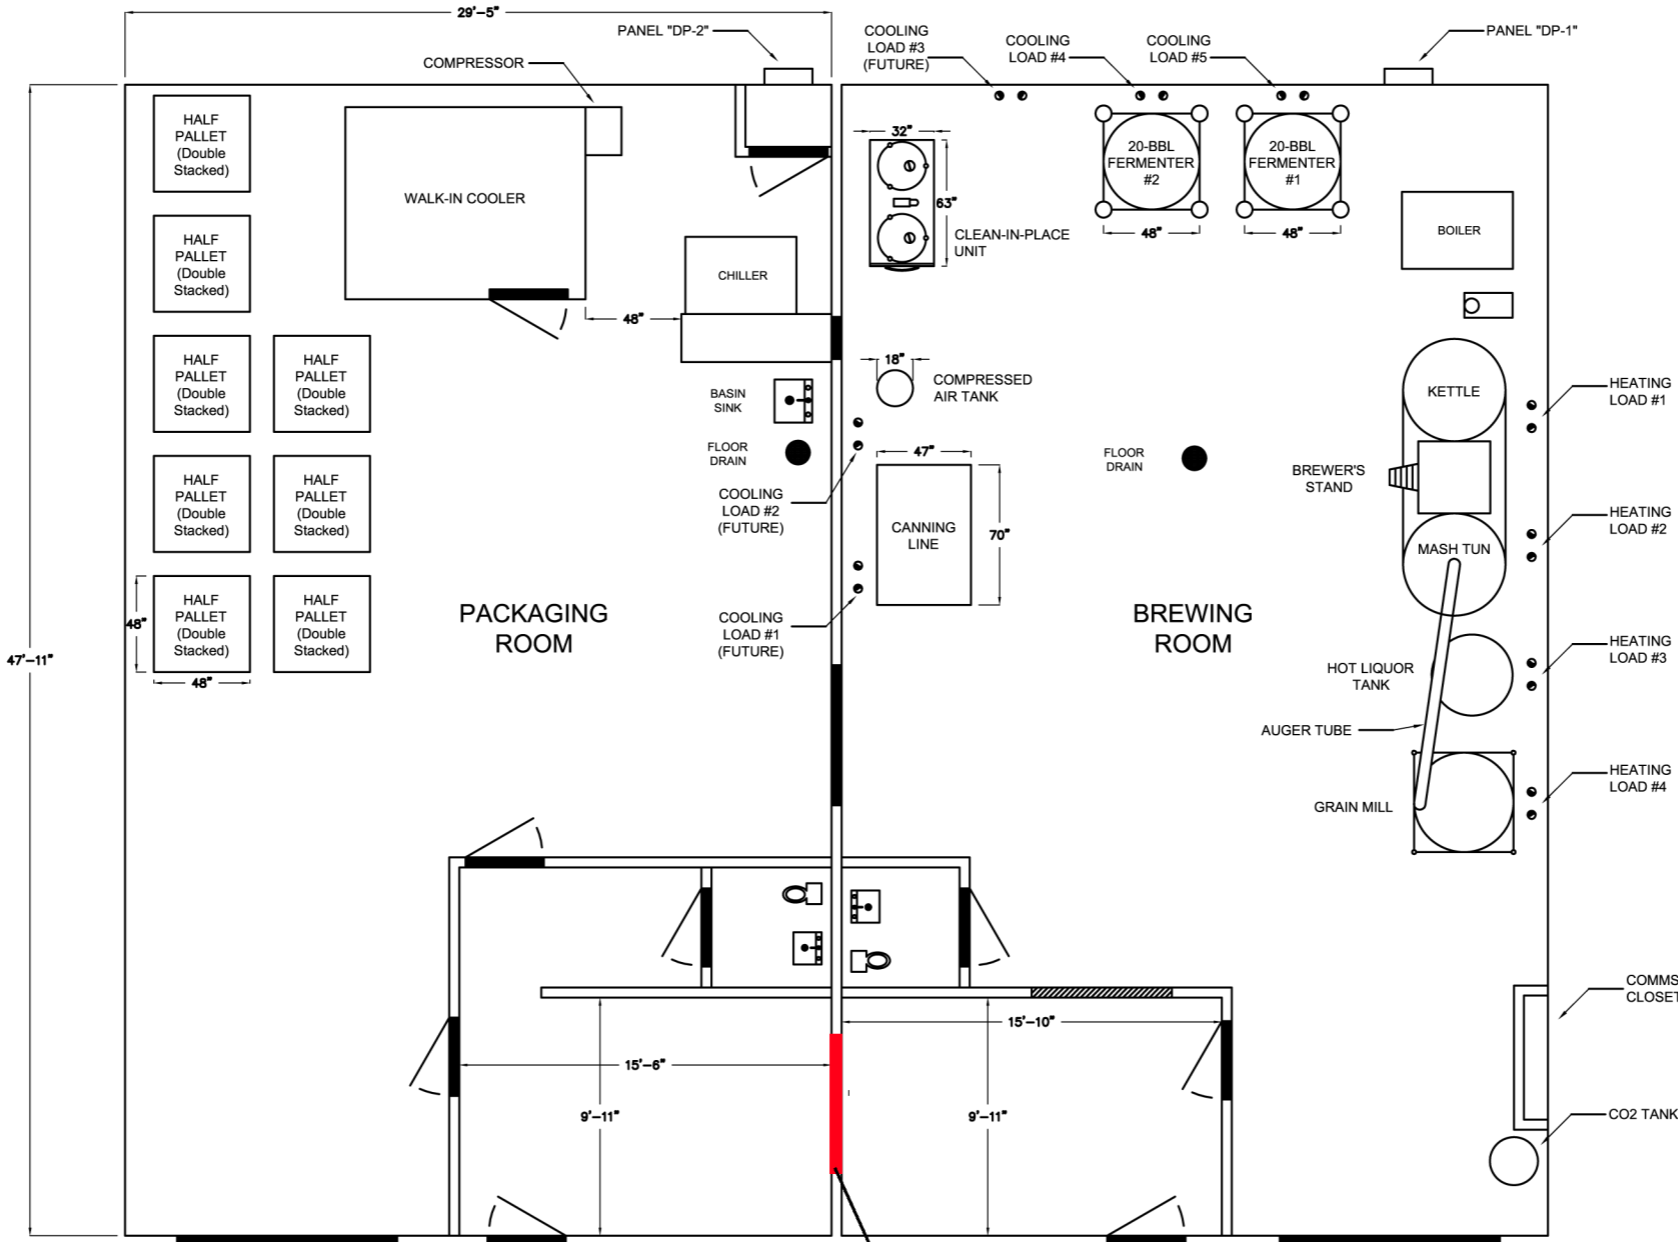 29'-5"
PANEL "DP-2"
COMPRESSOR
COOLING
LOAD #3
(FUTURE)
COOLING
LOAD #4
COOLING
LOAD #5
PANEL "DP-1"
HALF
PALLET
(Double
Stacked)
WALK-IN COOLER
32"
63"
CLEAN-IN-PLACE
UNIT
20-BBL
FERMENTER
#2
48"
20-BBL
FERMENTER
#1
48"
BOILER
HALF
PALLET
(Double
Stacked)
CHILLER
48"
HALF
PALLET
(Double
Stacked)
HALF
PALLET
(Double
Stacked)
BASIN
SINK
18"
COMPRESSED
AIR TANK
KETTLE
HEATING
LOAD #1
FLOOR
DRAIN
47"
FLOOR
DRAIN
BREWER'S
STAND
HALF
PALLET
(Double
Stacked)
HALF
PALLET
(Double
Stacked)
COOLING
LOAD #2
(FUTURE)
CANNING
LINE
70"
MASH TUN
HEATING
LOAD #2
HALF
PALLET
(Double
Stacked)
HALF
PALLET
(Double
Stacked)
48"
48"
47'-11"
PACKAGING
ROOM
COOLING
LOAD #1
(FUTURE)
BREWING
ROOM
HOT LIQUOR
TANK
HEATING
LOAD #3
AUGER TUBE
GRAIN MILL
HEATING
LOAD #4
COMMS
CLOSET
15'-6"
9'-11"
15'-10"
9'-11"
CO2 TANK